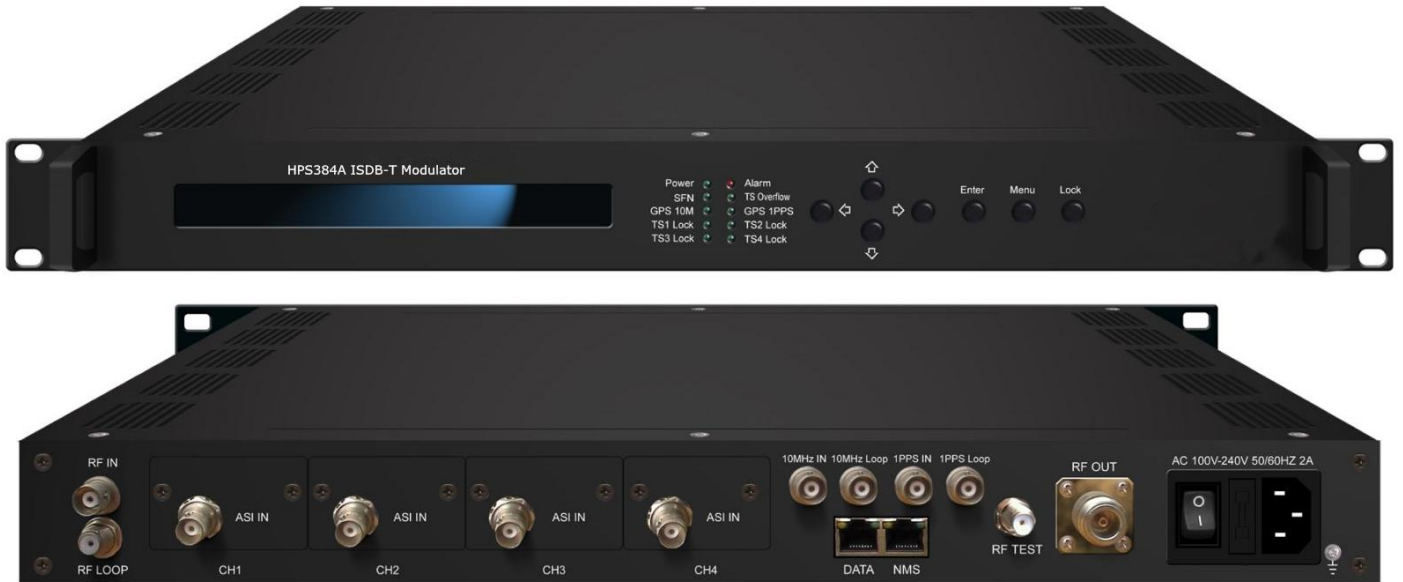 HPS384A ISDB-T Modulator
Power Alarm
SFN TS Overflow
GPS 10M GPS 1PPS
TS1 Lock TS2 Lock
TS3 Lock TS4 Lock
Enter Menu Lock
RF IN
RF LOOP
ASI IN
CH1
ASI IN
CH2
ASI IN
CH3
ASI IN
CH4
10MHz IN 10MHz Loop 1PPS IN 1PPS Loop
DATA NMS
RF TEST
RF OUT
AC 100V-240V 50/60HZ 2A
O
I